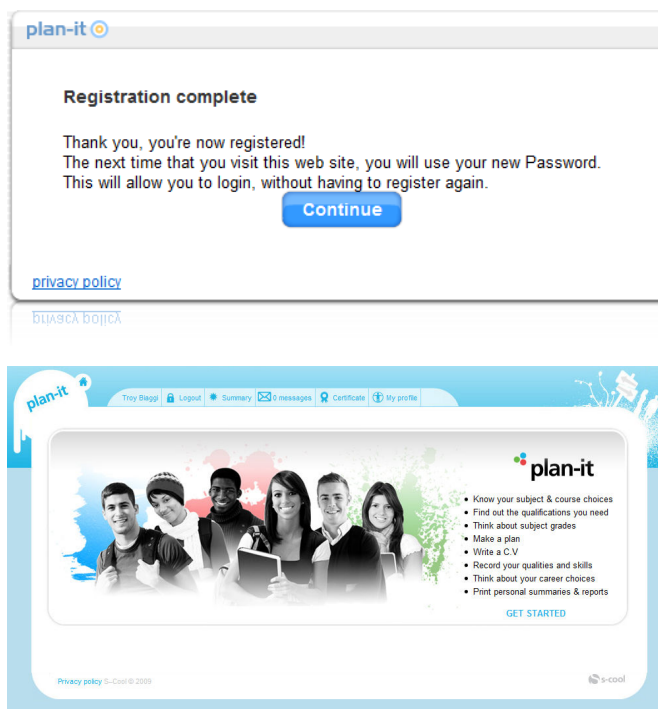 plan-it
Registration complete
Thank you, you're now registered!
The next time that you visit this web site, you will use your new Password.
This will allow you to login, without having to register again.
Continue
privacy policy
privacy policy
plan-it
Troy Biaggi Logout Summary 0 messages Certificate My profile
plan-it
Know your subject & course choices
Find out the qualifications you need
Think about subject grades
Make a plan
Write a C.V
Record your qualities and skills
Think about your career choices
Print personal summaries & reports
GET STARTED
Privacy policy S-Cool © 2009
s-cool